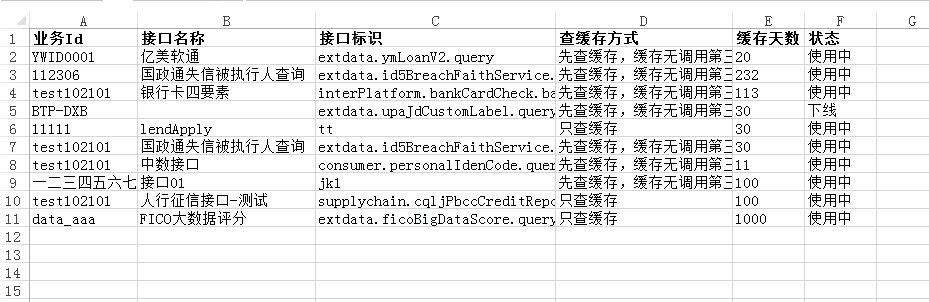 A B C D E F G
1 业务Id 接口名称 接口标识 查缓存方式 缓存天数 状态
2 YWID0001 亿美软通 extdata.ymLoanV2.query 先查缓存，缓存无调用第三 20 使用中
3 112306 国政通失信被执行人查询 extdata.id5BreachFaithService. 先查缓存，缓存无调用第三 232 使用中
4 test102101 银行卡四要素 interPlatform.bankCardCheck.ba 先查缓存，缓存无调用第三 113 使用中
5 BTP-DXB extdata.upaJdCustomLabel.query 先查缓存，缓存无调用第三 30 下线
6 11111 lendApply tt 只查缓存 30 使用中
7 test102101 国政通失信被执行人查询 extdata.id5BreachFaithService. 先查缓存，缓存无调用第三 30 使用中
8 test102101 中数接口 consumer.personalIdenCode.quer 先查缓存，缓存无调用第三 11 使用中
9 一二三四五六七 接口01 jk1 先查缓存，缓存无调用第三 100 使用中
10 test102101 人行征信接口-测试 supplychain.cqljPbccCreditRepo 只查缓存 100 使用中
11 data_aaa FICO大数据评分 extdata.ficoBigDataScore.query 只查缓存 1000 使用中
12
13
14
15